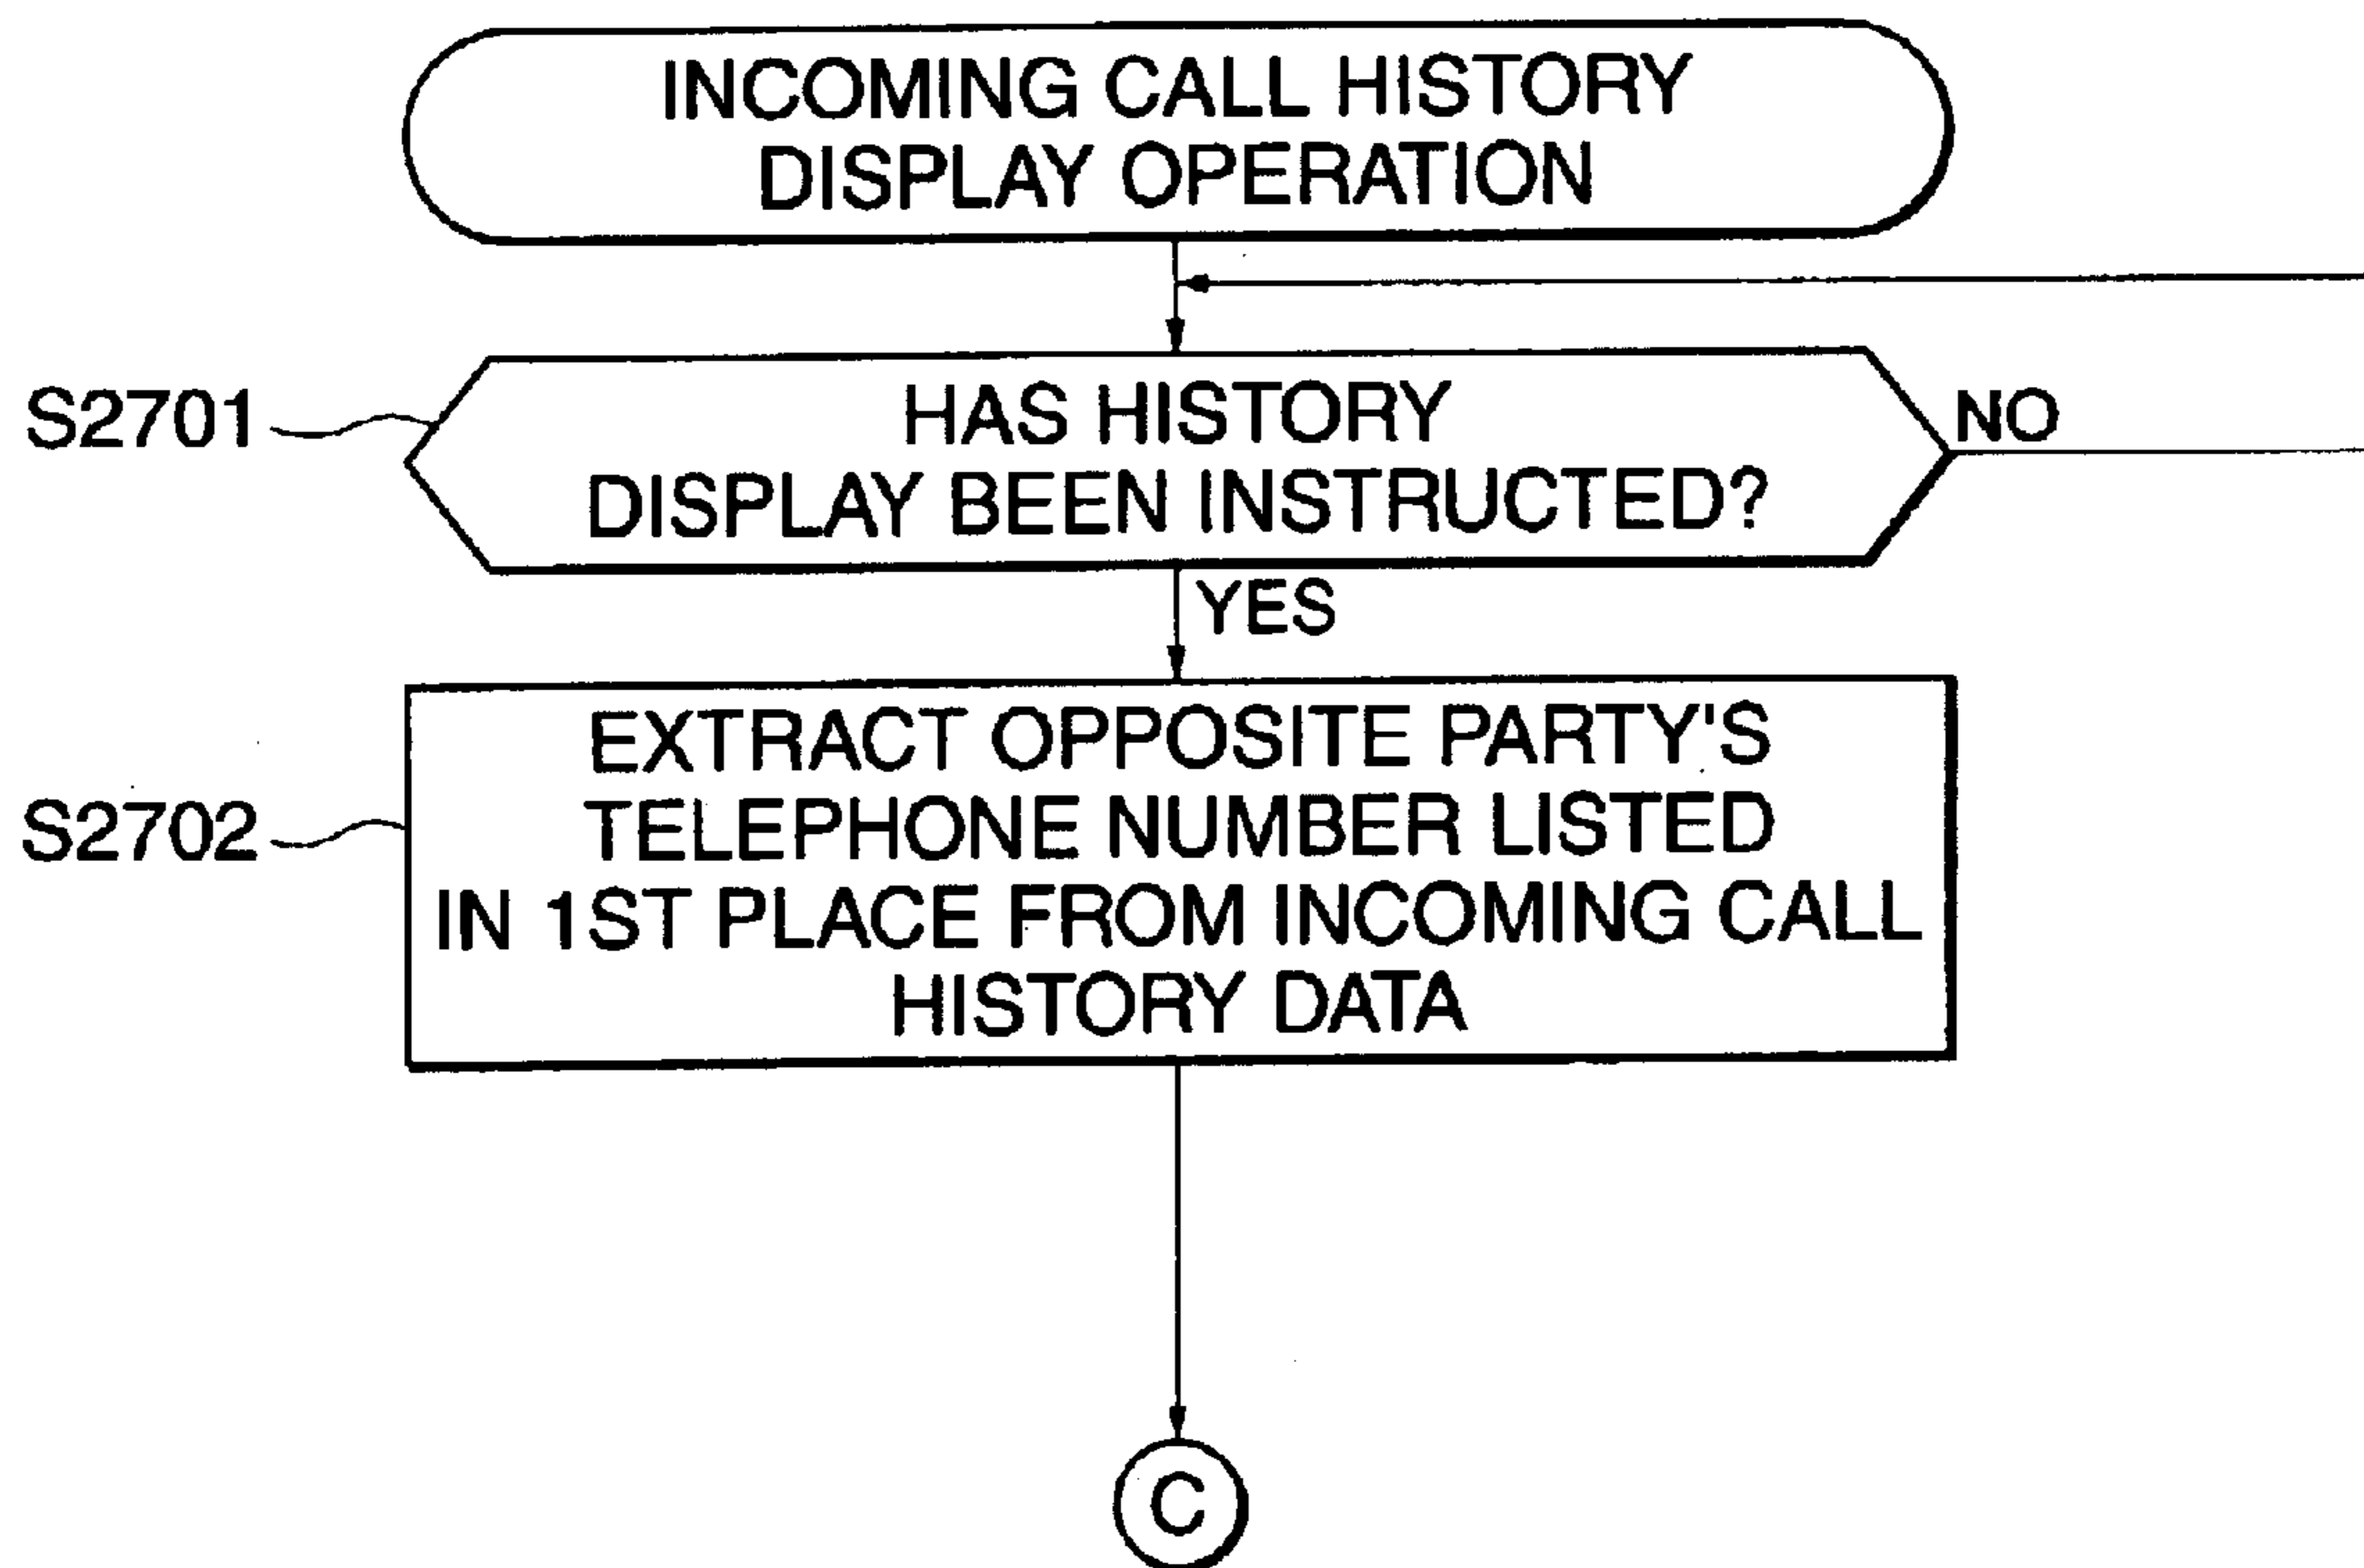 INCOMING CALL HISTORY
DISPLAY OPERATION
S2701
HAS HISTORY
DISPLAY BEEN INSTRUCTED?
NO
YES
S2702
EXTRACT OPPOSITE PARTY'S
TELEPHONE NUMBER LISTED
IN 1ST PLACE FROM INCOMING CALL
HISTORY DATA
C